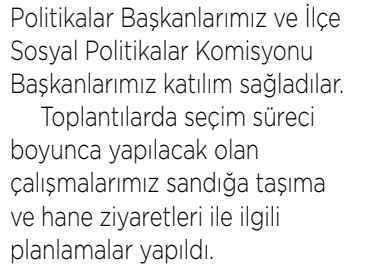 Politikalar Başkanlarımız ve İlçe
Sosyal Politikalar Komisyonu
Başkanlarımız katılım sağladılar.
Toplantılarda seçim süreci
boyunca yapılacak olan
çalışmalarımız sandığa taşıma
ve hane ziyaretleri ile ilgili
planlamalar yapıldı.